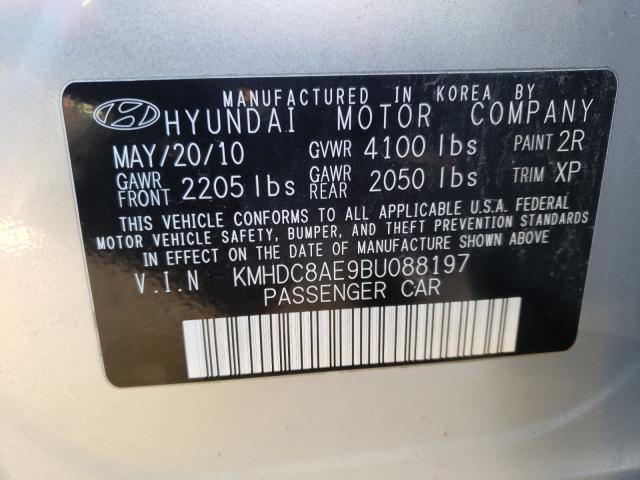 MANUFACTURED IN KOREA BY
HYUNDAI MOTOR COMPANY
MAY/20/10 GVWR 4100 lbs PAINT 2R
GAWR FRONT 2205 lbs GAWR REAR 2050 lbs TRIM XP
THIS VEHICLE CONFORMS TO ALL APPLICABLE U.S.A. FEDERAL
MOTOR VEHICLE SAFETY, BUMPER, AND THEFT PREVENTION STANDARDS
IN EFFECT ON THE DATE OF MANUFACTURE SHOWN ABOVE
V.I.N KMHDC8AE9BU088197
PASSENGER CAR